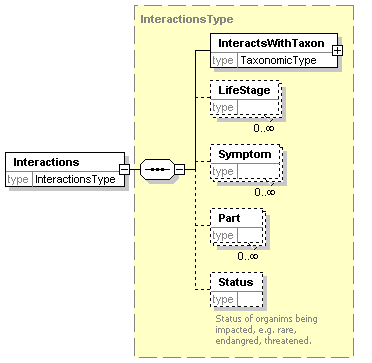 InteractionsType
InteractsWithTaxon
type TaxonomicType
LifeStage
type
0..∞
Symptom
type
0..∞
Interactions
type InteractionsType
Part
type
0..∞
Status
type
Status of organims being
impacted, e.g. rare,
endangred, threatened.